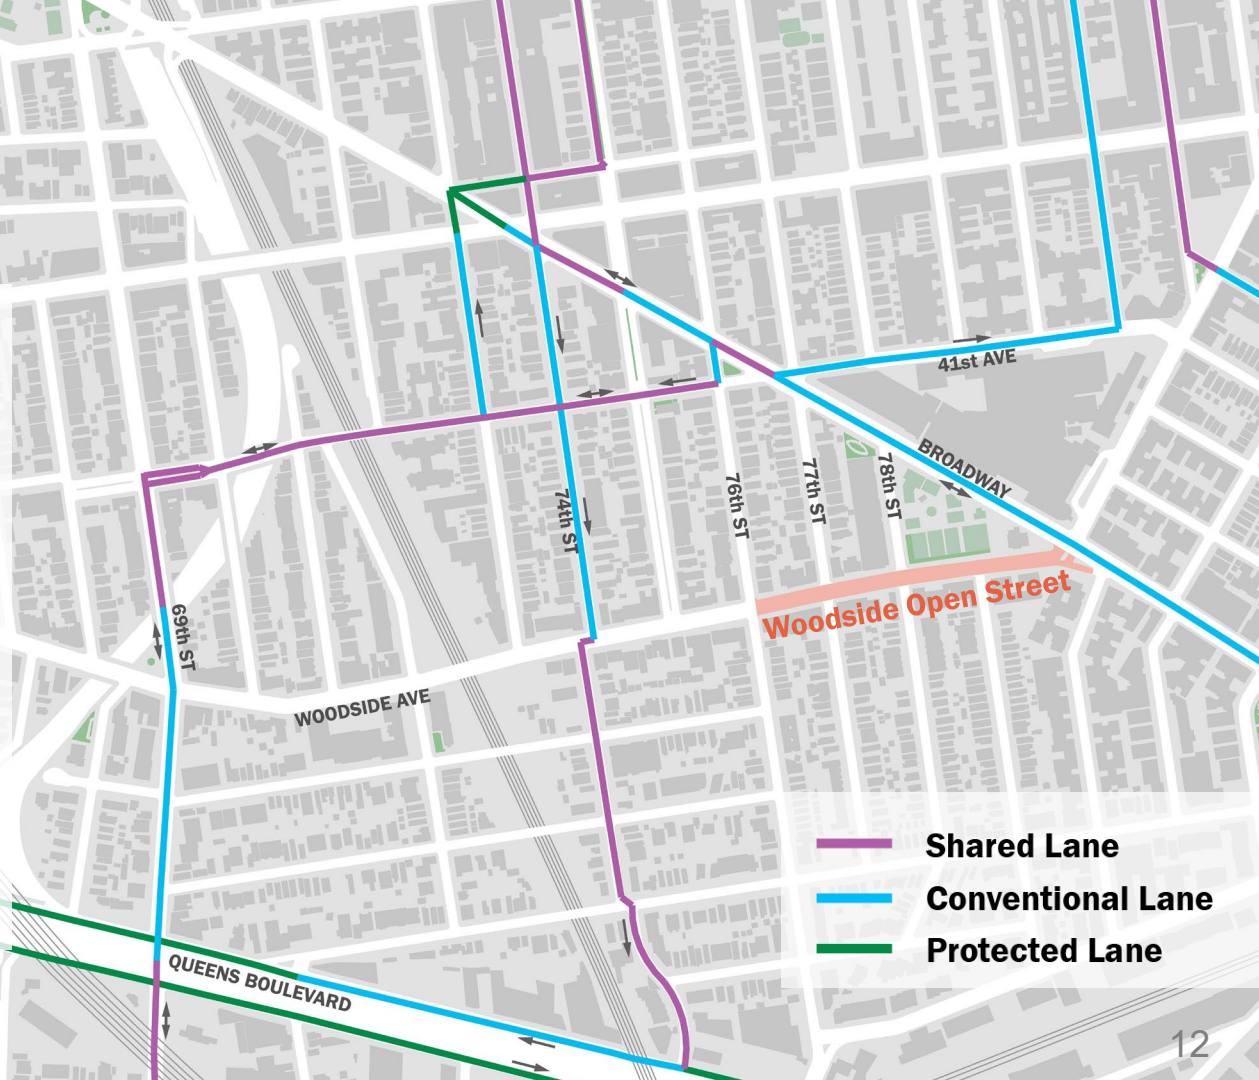 41st AVE
BROADWAY
74th ST
76th ST
77th ST
78th ST
Woodside Open Street
69th ST
WOODSIDE AVE
Shared Lane
Conventional Lane
Protected Lane
QUEENS BOULEVARD
12